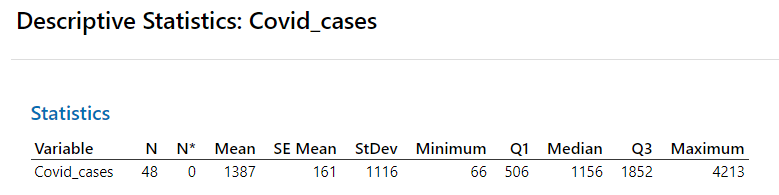 Descriptive Statistics: Covid_cases
Statistics
Variable N N* Mean SE Mean StDev Minimum Q1 Median Q3 Maximum
Covid_cases 48 0 1387 161 1116 66 506 1156 1852 4213